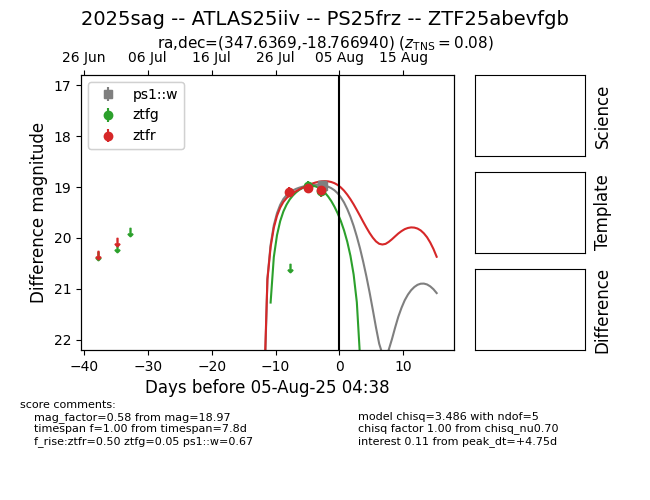 2025sag -- ATLAS25iiv -- PS25frz -- ZTF25abevfgb
ra,dec=(347.6369,-18.766940) (z_TNS = 0.08)
26 Jun 06 Jul 16 Jul 26 Jul 05 Aug 15 Aug
17
18
19
20
21
22
Difference magnitude
ps1::w
ztfg
ztfr
−40 −30 −20 −10 0 10
Days before 05-Aug-25 04:38
Science
Template
Difference
score comments:
mag_factor=0.58 from mag=18.97
timespan f=1.00 from timespan=7.8d
f_rise:ztfr=0.50 ztfg=0.05 ps1::w=0.67
model chisq=3.486 with ndof=5
chisq factor 1.00 from chisq_nu0.70
interest 0.11 from peak_dt=+4.75d